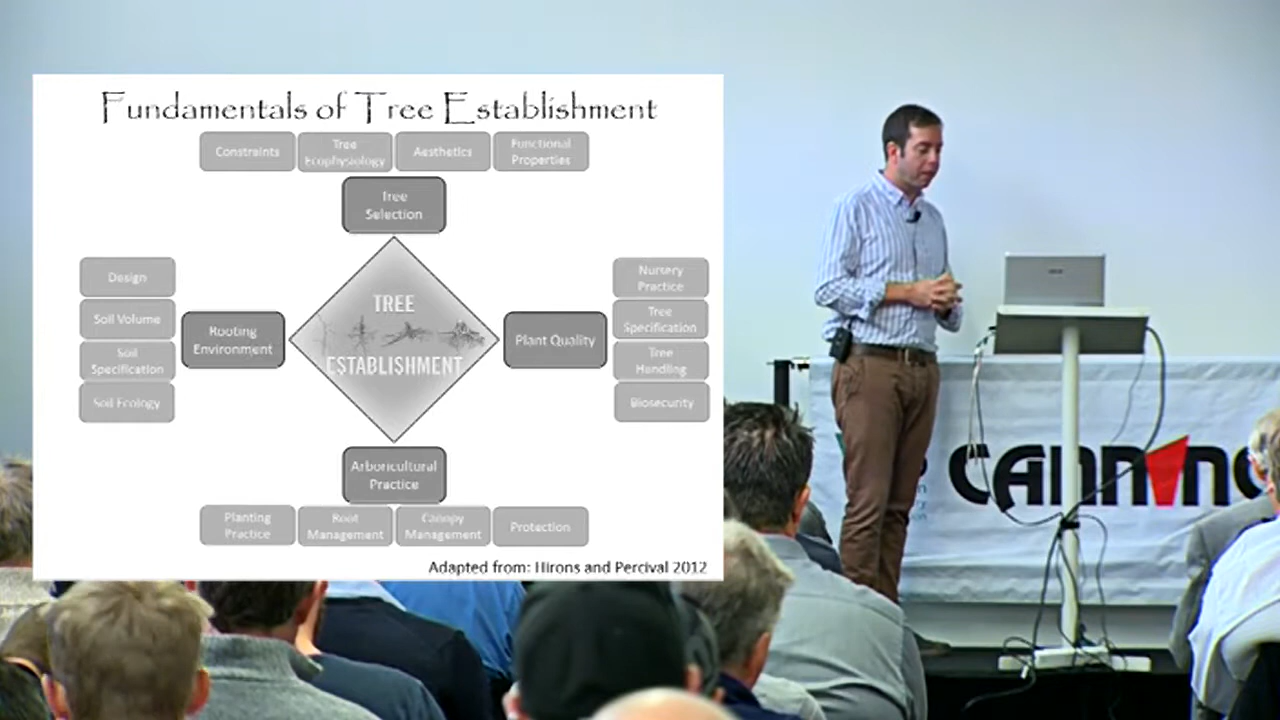 Fundamentals of Tree Establishment
Constraints
Tree
Ecophysiology
Aesthetics
Functional
Properties
Tree
Selection
Design
Soil Volume
Soil
Specification
Soil Ecology
Rooting
Environment
TREE
ESTABLISHMENT
Plant Quality
Nursery
Practice
Tree
Specification
Tree
Handling
Biosecurity
Arboricultural
Practice
Planting
Practice
Root
Management
Canopy
Management
Protection
Adapted from: Hirons and Percival 2012
CANNING